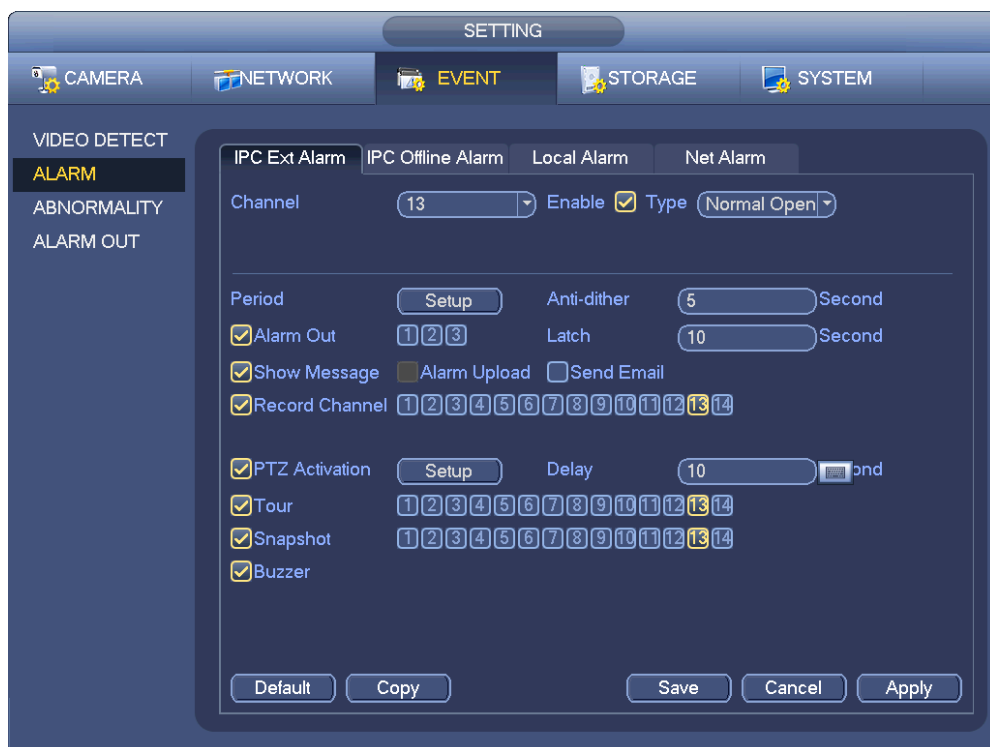 SETTING
CAMERA NETWORK EVENT STORAGE SYSTEM
VIDEO DETECT
ALARM
ABNORMALITY
ALARM OUT
IPC Ext Alarm IPC Offline Alarm Local Alarm Net Alarm
Channel 13 Enable Type Normal Open
Period Setup Anti-dither 5 Second
Alarm Out 1 2 3 Latch 10 Second
Show Message Alarm Upload Send Email
Record Channel 1 2 3 4 5 6 7 8 9 10 11 12 13 14
PTZ Activation Setup Delay 10 ond
Tour 1 2 3 4 5 6 7 8 9 10 11 12 13 14
Snapshot 1 2 3 4 5 6 7 8 9 10 11 12 13 14
Buzzer
Default Copy Save Cancel Apply